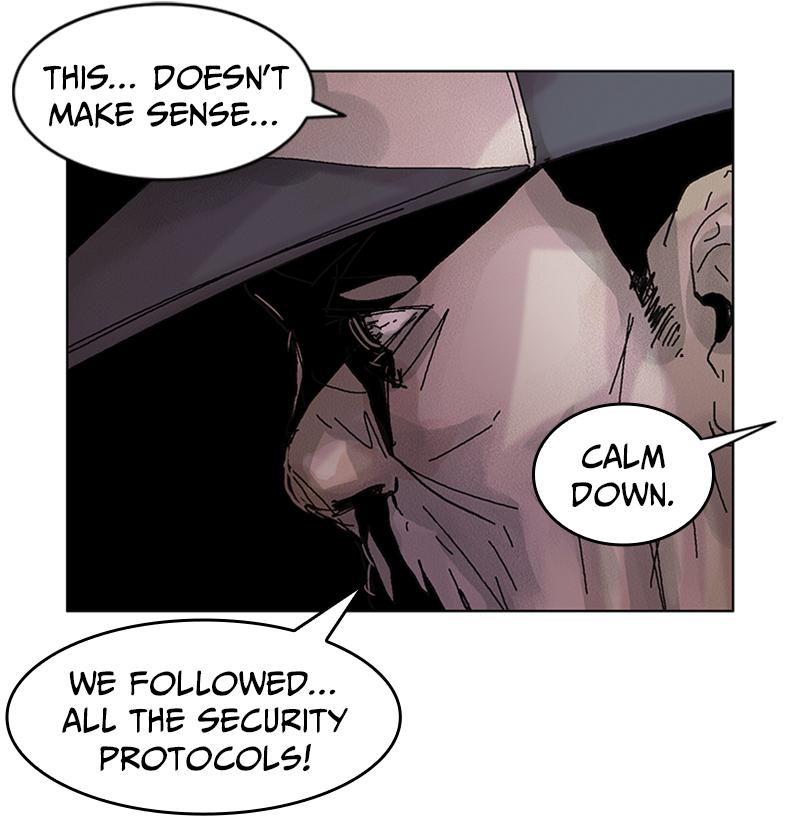 THIS... DOESN'T
MAKE SENSE...
CALM
DOWN.
WE FOLLOWED...
ALL THE SECURITY
PROTOCOLS!